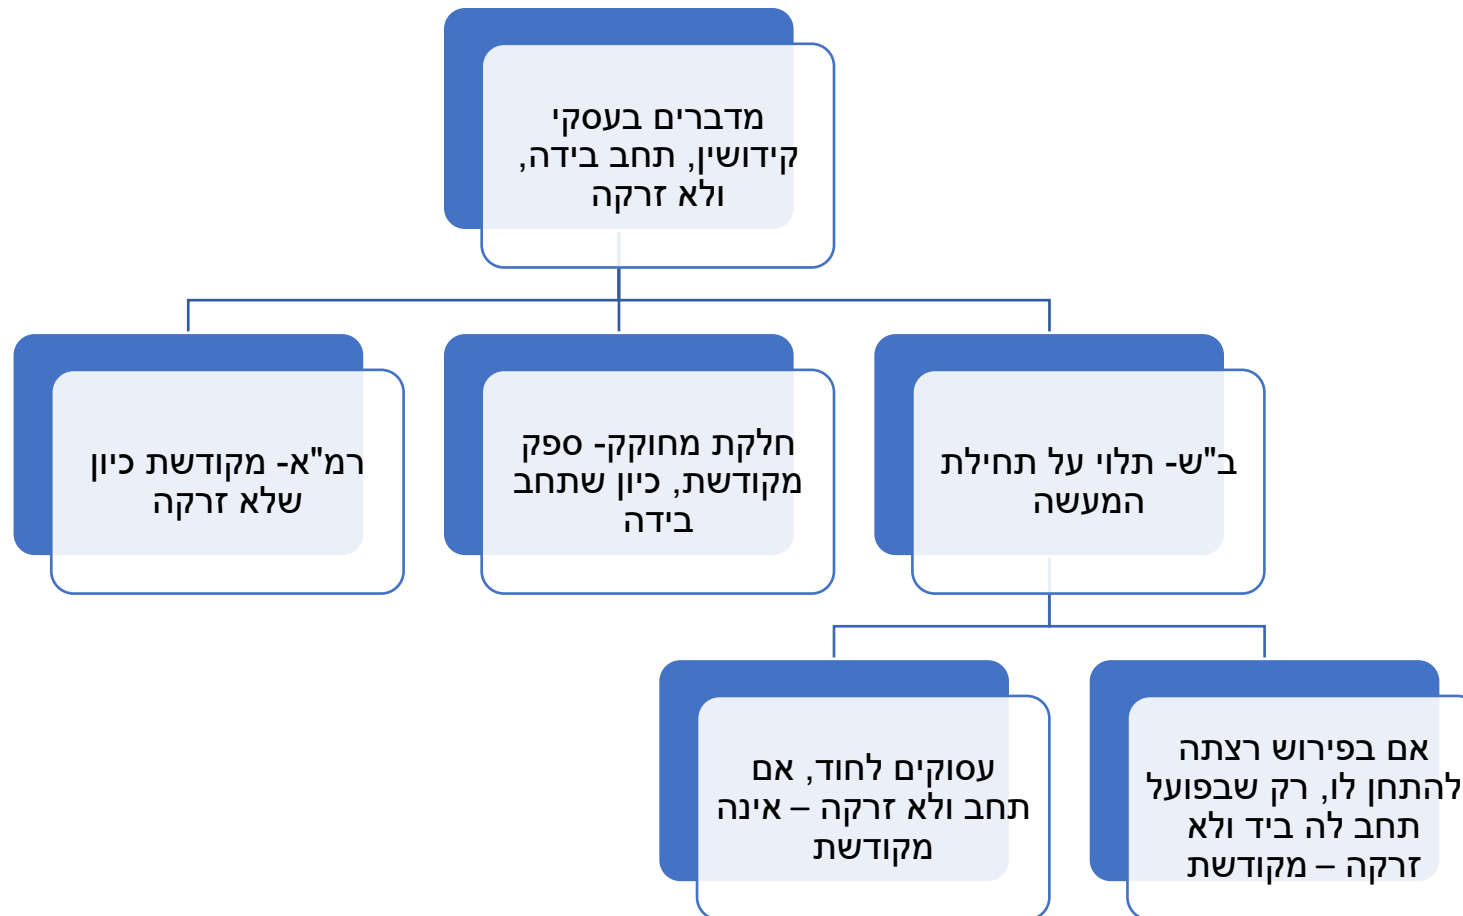 מדברים בעסקי
קידושין, תחב בידה,
ולא זרקה
ב"ש- תלוי על תחילת
המעשה
חלקת מחוקק- ספק
מקודשת, כיון שתחב
בידה
רמ"א- מקודשת כיון
שלא זרקה
אם בפירוש רצתה
להתחן לו, רק שבפועל
תחב לה ביד ולא
זרקה – מקודשת
עסוקים לחוד, אם
תחב ולא זרקה – אינה
מקודשת